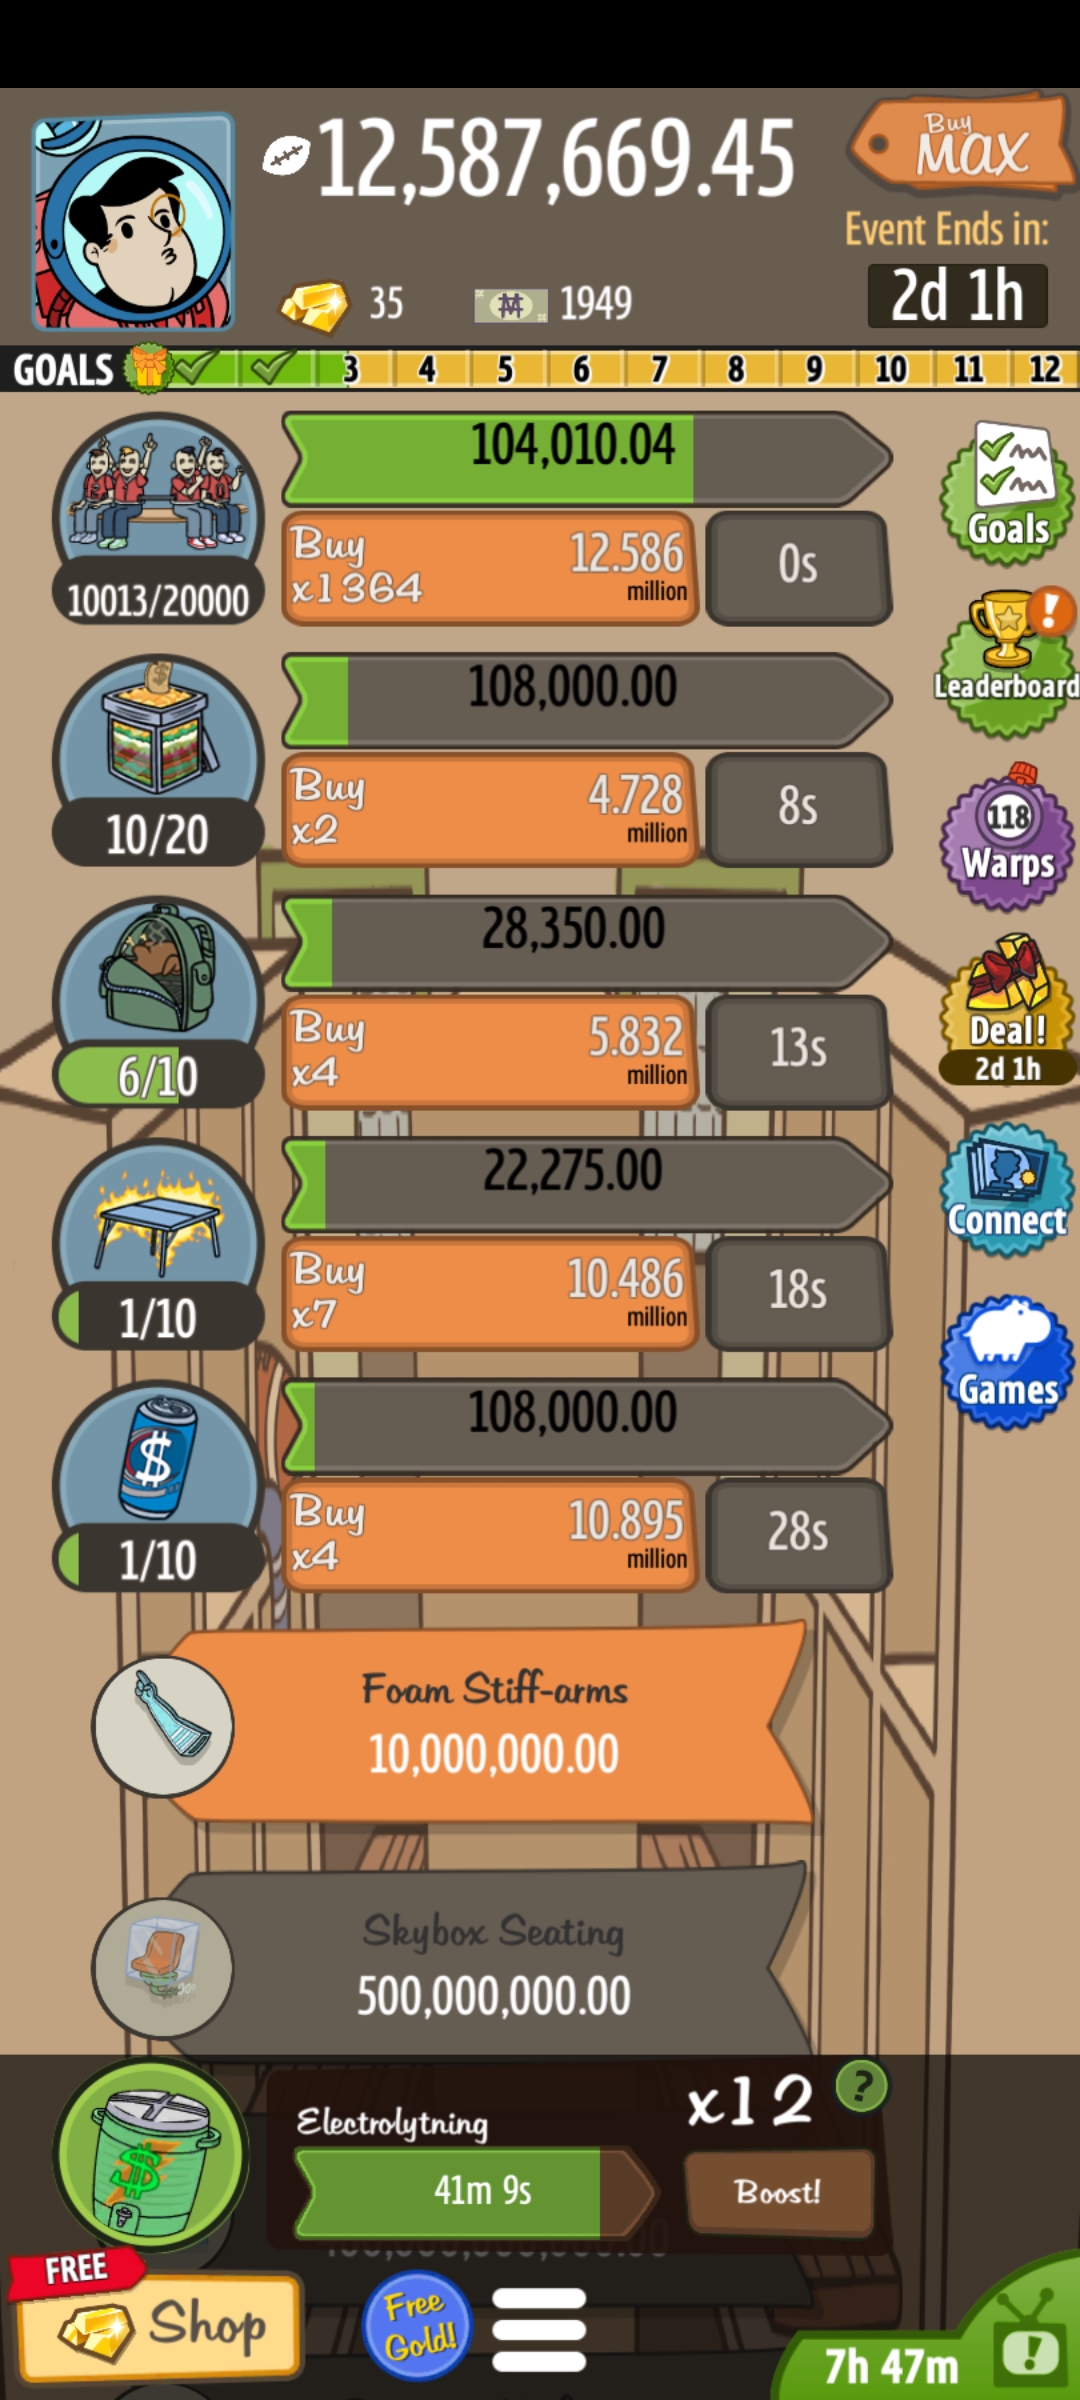 12,587,669.45
Buy
MAX
Event Ends in:
35
1949
2d 1h
GOALS 3 4 5 6 7 8 9 10 11 12
104,010.04
Buy
x1364
12.586
million
0s
10013/20000
Goals
108,000.00
Buy
x2
4.728
million
8s
10/20
Leaderboard
28,350.00
Buy
x4
5.832
million
13s
6/10
118
Warps
Deal!
2d 1h
22,275.00
Buy
x7
10.486
million
18s
1/10
Connect
108,000.00
Buy
x4
10.895
million
28s
1/10
Games
Foam Stiff-arms
10,000,000.00
Skybox Seating
500,000,000.00
Electrolytning
x12
?
41m 9s
Boost!
FREE
Shop
Free
Gold!
7h 47m